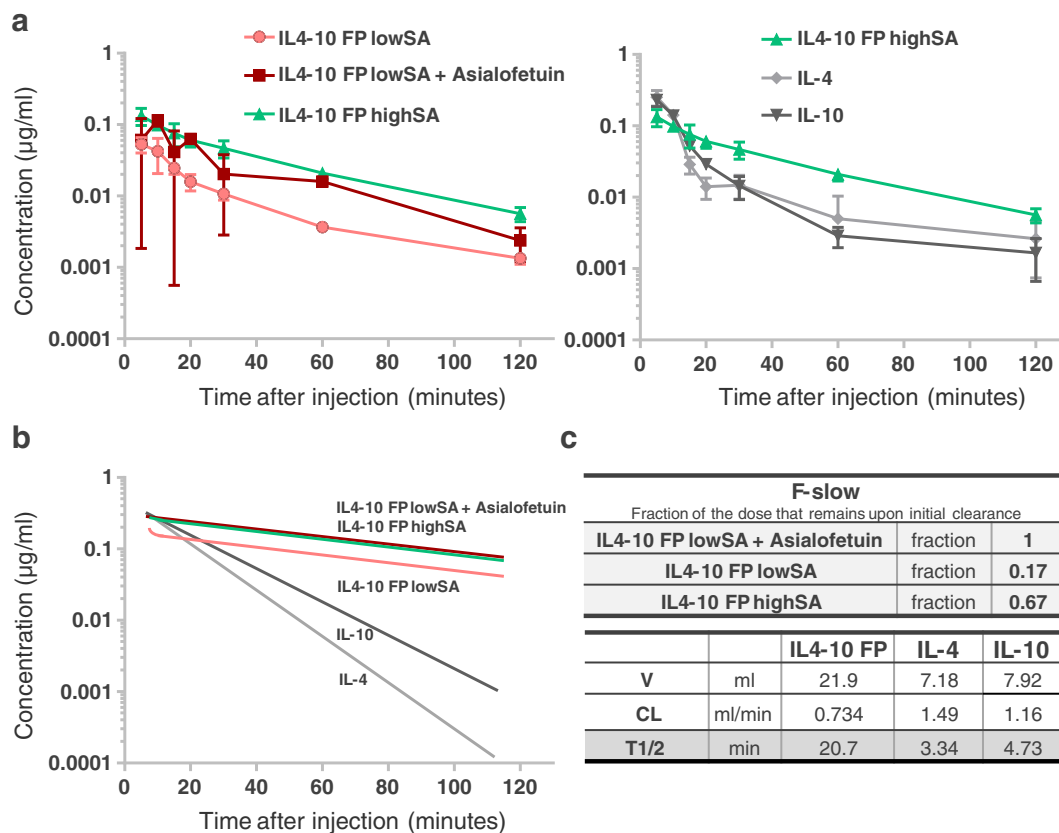 a
IL4-10 FP lowSA
IL4-10 FP lowSA + Asialofetuin
IL4-10 FP highSA
Concentration (µg/ml)
1
0.1
0.01
0.001
0.0001
0 20 40 60 80 100 120
Time after injection (minutes)
IL4-10 FP highSA
IL-4
IL-10
1
0.1
0.01
0.001
0.0001
0 20 40 60 80 100 120
Time after injection (minutes)
b
Concentration (µg/ml)
1
0.1
0.01
0.001
0.0001
IL4-10 FP lowSA + Asialofetuin
IL4-10 FP highSA
IL4-10 FP lowSA
IL-10
IL-4
0 20 40 60 80 100 120
Time after injection (minutes)
c
F-slow
Fraction of the dose that remains upon initial clearance
IL4-10 FP lowSA + Asialofetuin fraction 1
IL4-10 FP lowSA fraction 0.17
IL4-10 FP highSA fraction 0.67
IL4-10 FP IL-4 IL-10
V ml 21.9 7.18 7.92
CL ml/min 0.734 1.49 1.16
T1/2 min 20.7 3.34 4.73